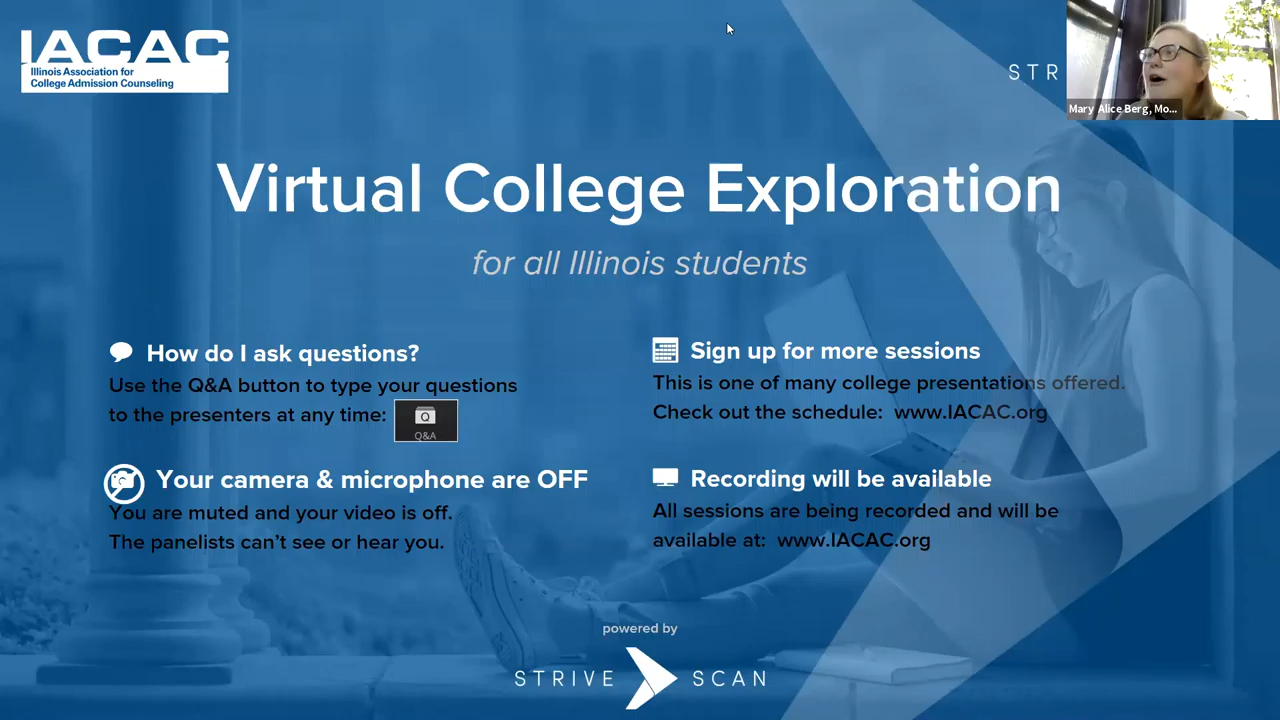 IACAC
Illinois Association for
College Admission Counseling
STR
Mary Alice Berg, Mo...
Virtual College Exploration
for all Illinois students
How do I ask questions?
Use the Q&A button to type your questions
to the presenters at any time:
Q
Q&A
Sign up for more sessions
This is one of many college presentations offered.
Check out the schedule: www.IACAC.org
Your camera & microphone are OFF
You are muted and your video is off.
The panelists can't see or hear you.
Recording will be available
All sessions are being recorded and will be
available at: www.IACAC.org
powered by
STRIVE SCAN